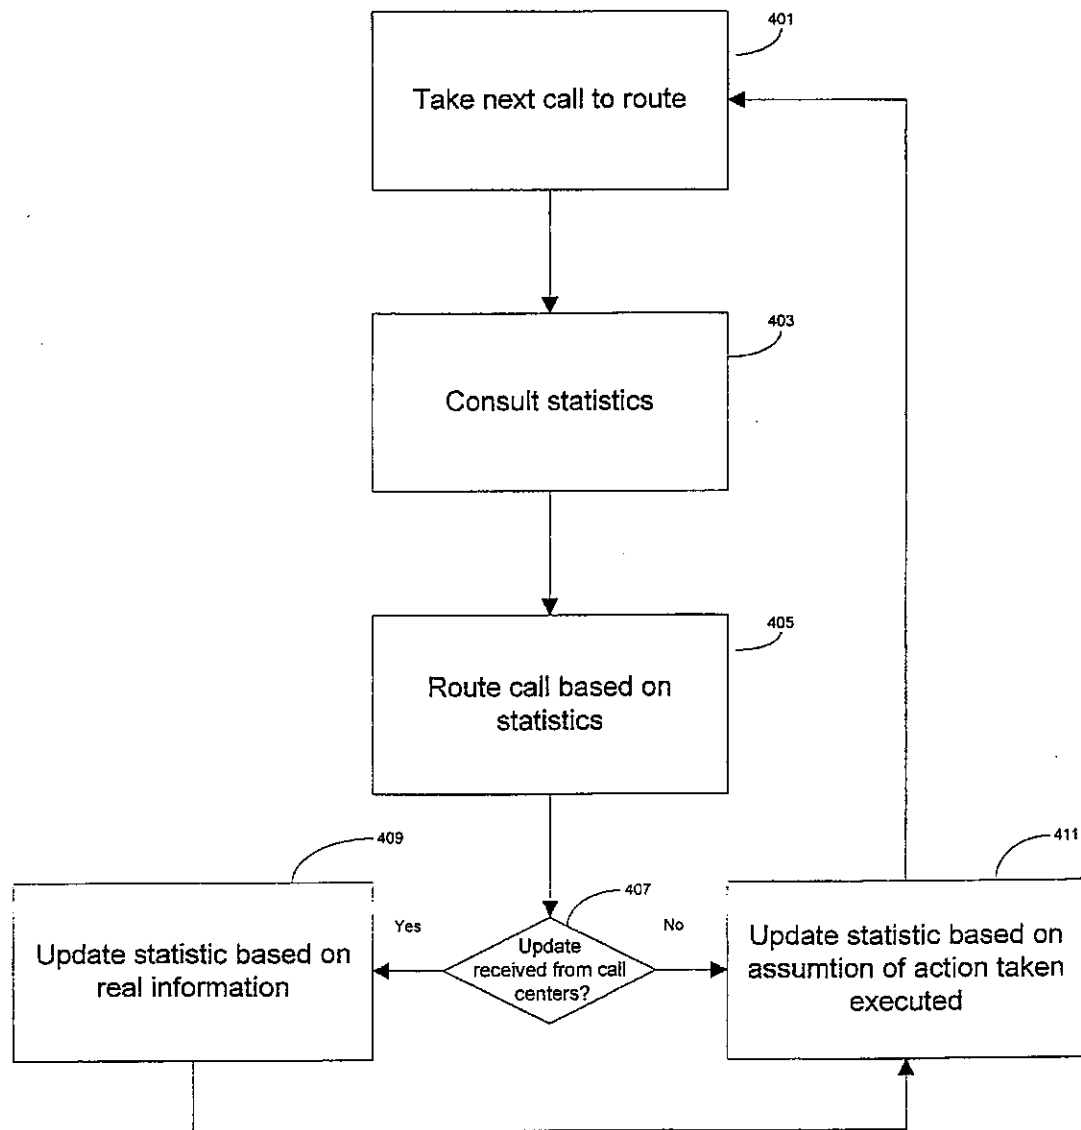 401
Take next call to route
403
Consult statistics
405
Route call based on
statistics
409
407
411
Yes
No
Update
received from call
centers?
Update statistic based on
real information
Update statistic based on
assumtion of action taken
executed